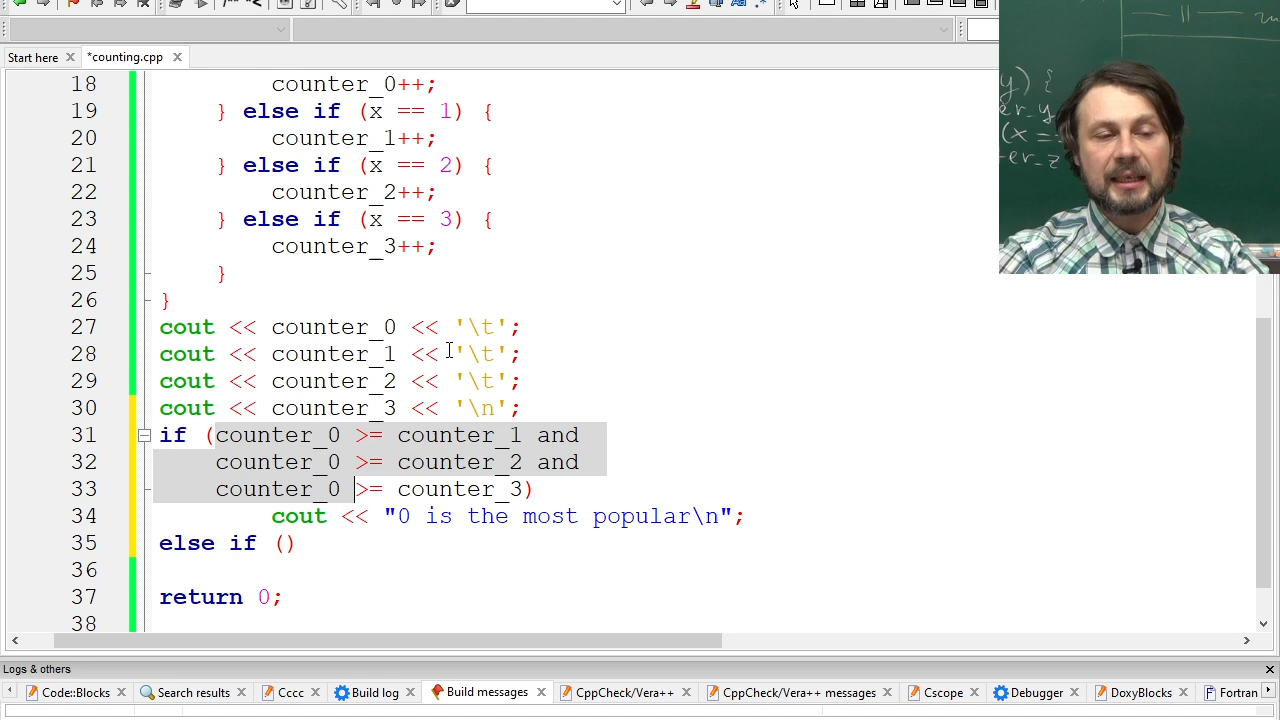 Start here
*counting.cpp
18 counter_0++;
19 } else if (x == 1) {
20 counter_1++;
21 } else if (x == 2) {
22 counter_2++;
23 } else if (x == 3) {
24 counter_3++;
25 }
26 }
27 cout << counter_0 << '\t';
28 cout << counter_1 << '\t';
29 cout << counter_2 << '\t';
30 cout << counter_3 << '\n';
31 if (counter_0 >= counter_1 and
32 counter_0 >= counter_2 and
33 counter_0 >= counter_3)
34 cout << "0 is the most popular\n";
35 else if ()
36
37 return 0;
38
y) {
er_y
(x ==
er_z
Logs & others
Code::Blocks
Search results
Ccc
Build log
Build messages
CppCheck/Vera++
CppCheck/Vera++ messages
Cscope
Debugger
DoxyBlocks
Fortran